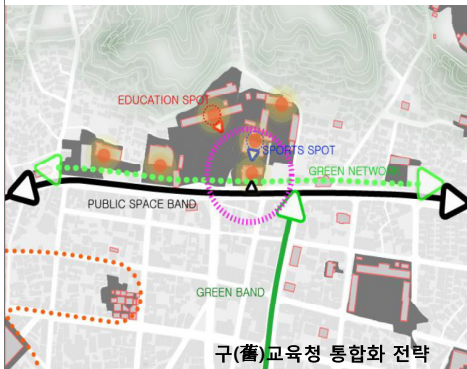 EDUCATION SPOT
SPORTS SPOT
GREEN NETWORK
PUBLIC SPACE BAND
GREEN BAND
구(舊)교육청 통합화 전략